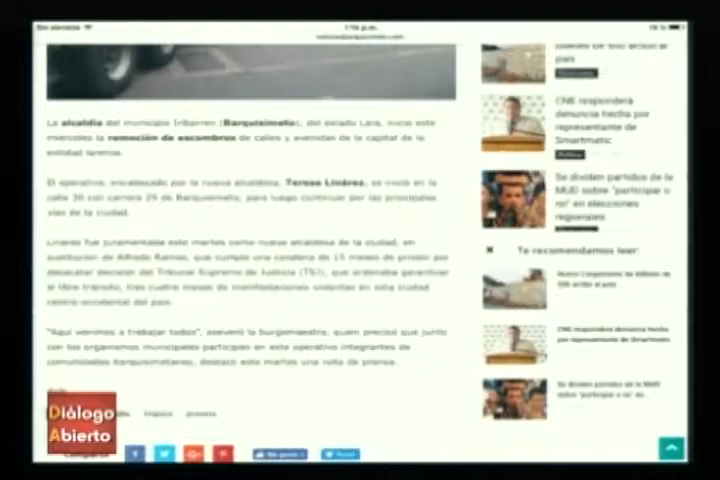 Sin servicio
1:16 p.m.
La alcaldía del municipio Iribarren (Barquisimeto), del estado Lara, inició este
miércoles la remoción de escombros de calles y avenidas de la capital de la
entidad larense.
El operativo, encabezado por la nueva alcaldesa, Teresa Linárez, se inició en la
calle 30 con carrera 29 de Barquisimeto, para luego continuar por las principales
vías de la ciudad.
Linárez fue juramentada este martes como nueva alcaldesa de la ciudad, en
sustitución de Alfredo Ramos, que cumple una condena de 15 meses de prisión por
desacatar decisión del Tribunal Supremo de Justicia (TSJ), que ordenaba garantizar
el libre tránsito, tras cuatro meses de manifestaciones violentas en esta ciudad
centro-occidental del país.
"Aquí venimos a trabajar todos", aseveró la burgomaestra, quien precisó que junto
con los organismos municipales participan en este operativo integrantes de
comunidades barquisimetanas, destacó este martes una nota de prensa.
Diálogo
Abierto
país
CNE responderá
denuncia hecha por
representante de
Smartmatic
Se dividen partidos de la
MUD sobre "participar o
no" en elecciones
regionales
Te recomendamos leer:
CNE responderá denuncia hecha
por representante de Smartmatic
Se dividen partidos de la MUD
sobre "participar o no" en